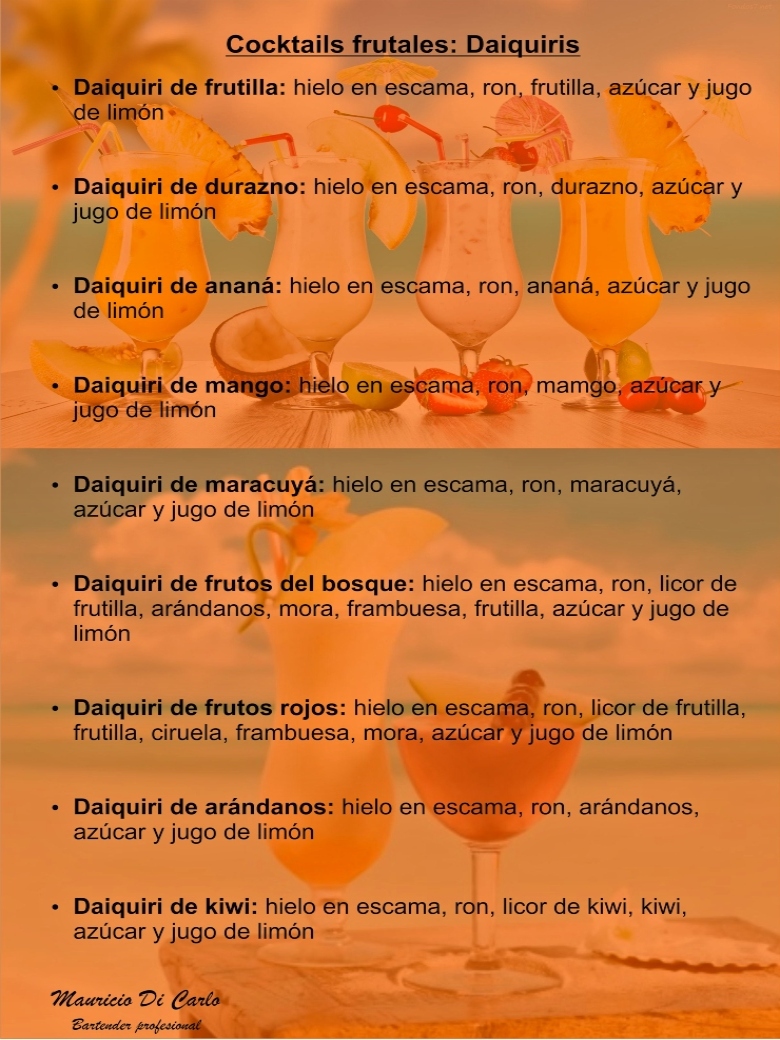 Cocktails frutales: Daiquiris
• Daiquiri de frutilla: hielo en escama, ron, frutilla, azúcar y jugo
de limón
• Daiquiri de durazno: hielo en escama, ron, durazno, azúcar y
jugo de limón
• Daiquiri de ananá: hielo en escama, ron, ananá, azúcar y jugo
de limón
• Daiquiri de mango: hielo en escama, ron, mamgo, azúcar y
jugo de limón
• Daiquiri de maracuyá: hielo en escama, ron, maracuyá,
azúcar y jugo de limón
• Daiquiri de frutos del bosque: hielo en escama, ron, licor de
frutilla, arándanos, mora, frambuesa, frutilla, azúcar y jugo de
limón
• Daiquiri de frutos rojos: hielo en escama, ron, licor de frutilla,
frutilla, ciruela, frambuesa, mora, azúcar y jugo de limón
• Daiquiri de arándanos: hielo en escama, ron, arándanos,
azúcar y jugo de limón
• Daiquiri de kiwi: hielo en escama, ron, licor de kiwi, kiwi,
azúcar y jugo de limón
Mauricio Di Carlo
Bartender profesional